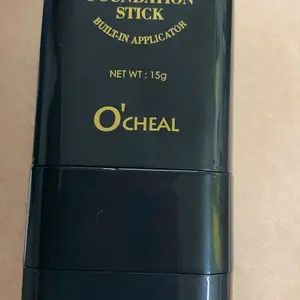 FOUNDATION
STICK
BUILT-IN APPLICATOR
NET WT : 15g
O'CHEAL